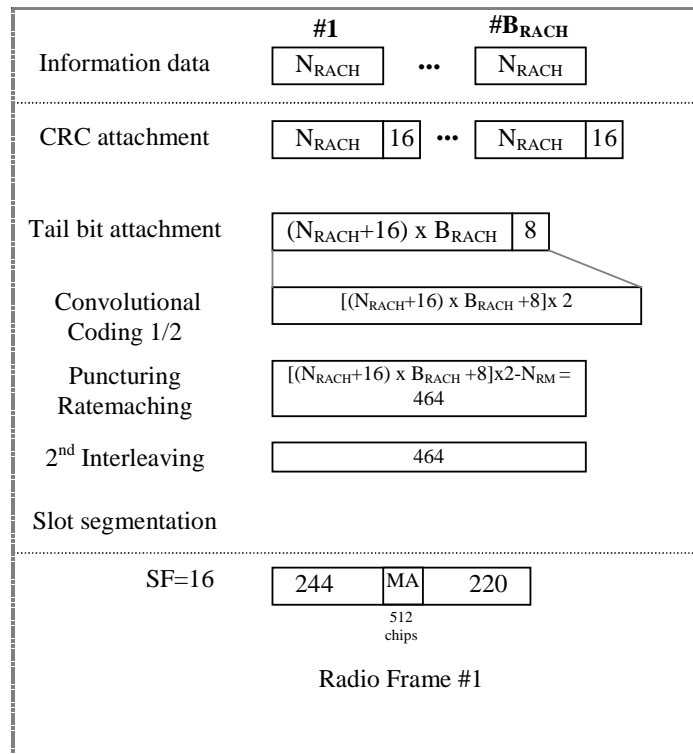 #1 #B_RACH
Information data N_RACH ... N_RACH
CRC attachment N_RACH 16 ... N_RACH 16
Tail bit attachment (N_RACH+16) x B_RACH 8
Convolutional
Coding 1/2
[(N_RACH+16) x B_RACH +8]x 2
Puncturing
Ratemaching
[(N_RACH+16) x B_RACH +8]x2-N_RM =
464
2nd Interleaving 464
Slot segmentation
SF=16 244 MA 220
512
chips
Radio Frame #1